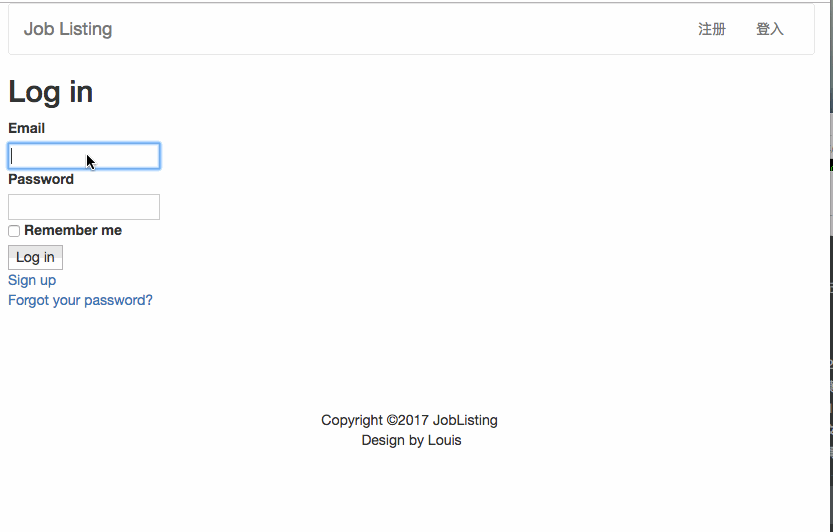 Job Listing 注册 登入
Log in
Email
Password
Remember me
Log in
Sign up
Forgot your password?
Copyright ©2017 JobListing
Design by Louis